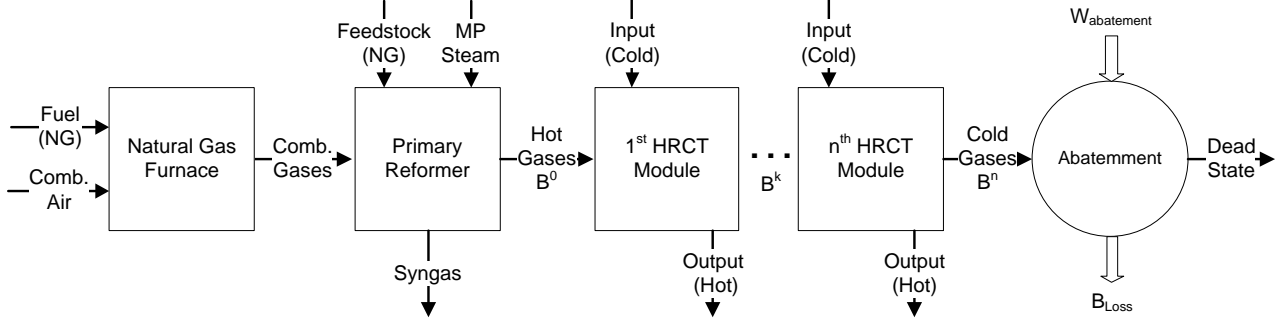 Fuel
(NG)
Comb.
Air
Natural Gas
Furnace
Comb.
Gases
Feedstock
(NG)
MP
Steam
Primary
Reformer
Syngas
Hot
Gases
B⁰
Input
(Cold)
1ˢᵗ HRCT
Module
Output
(Hot)
. . .
Bᵏ
Input
(Cold)
nᵗʰ HRCT
Module
Output
(Hot)
Cold
Gases
Bⁿ
W_abatement
Abatemment
B_Loss
Dead
State